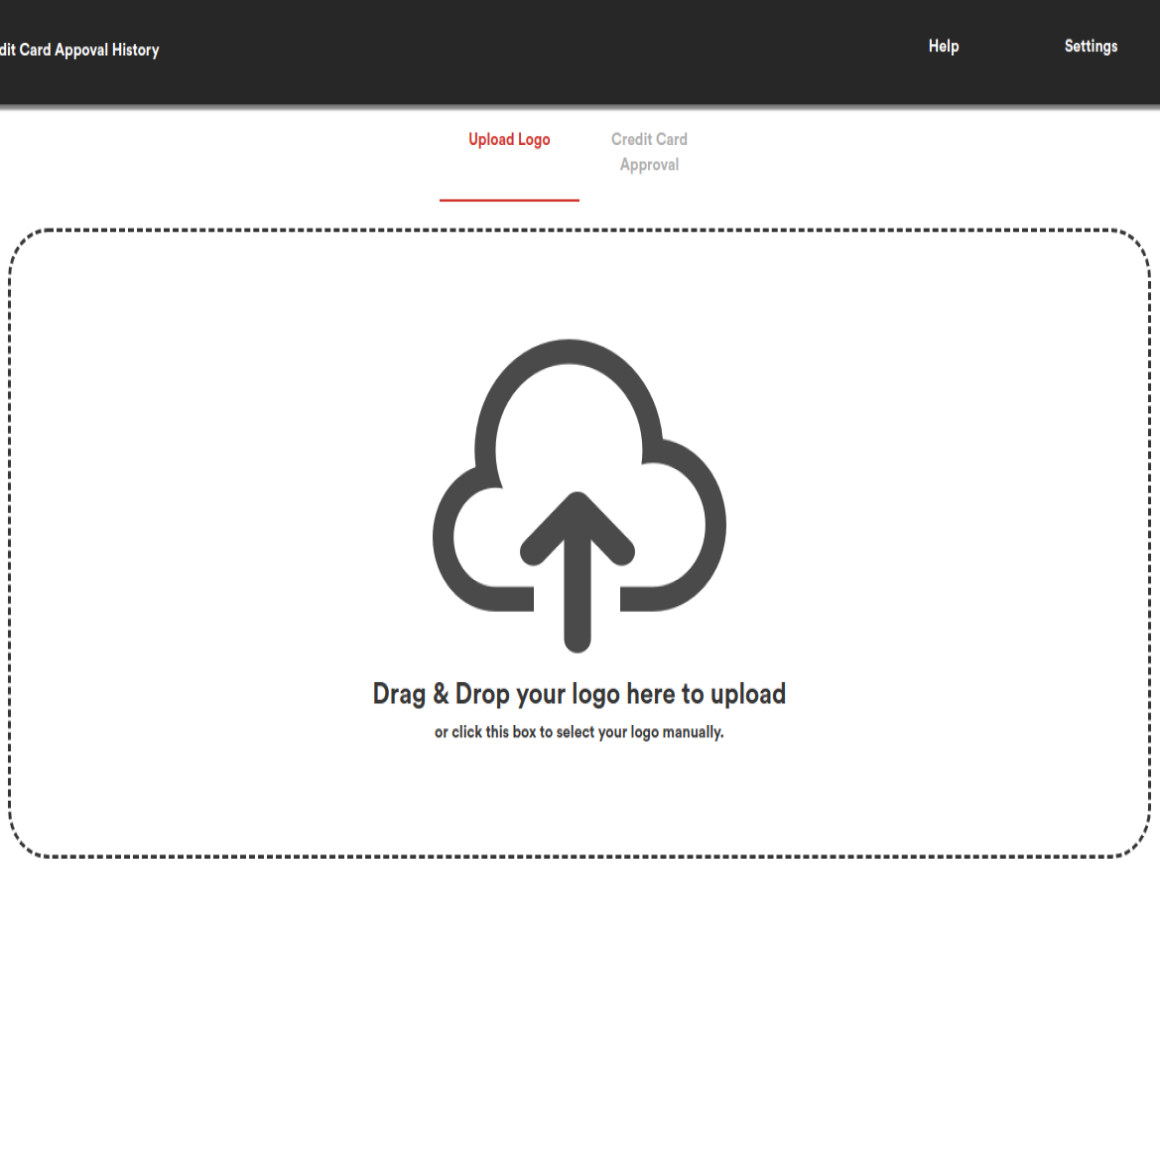 dit Card Appoval History
Help
Settings
Upload Logo
Credit Card
Approval
Drag & Drop your logo here to upload
or click this box to select your logo manually.